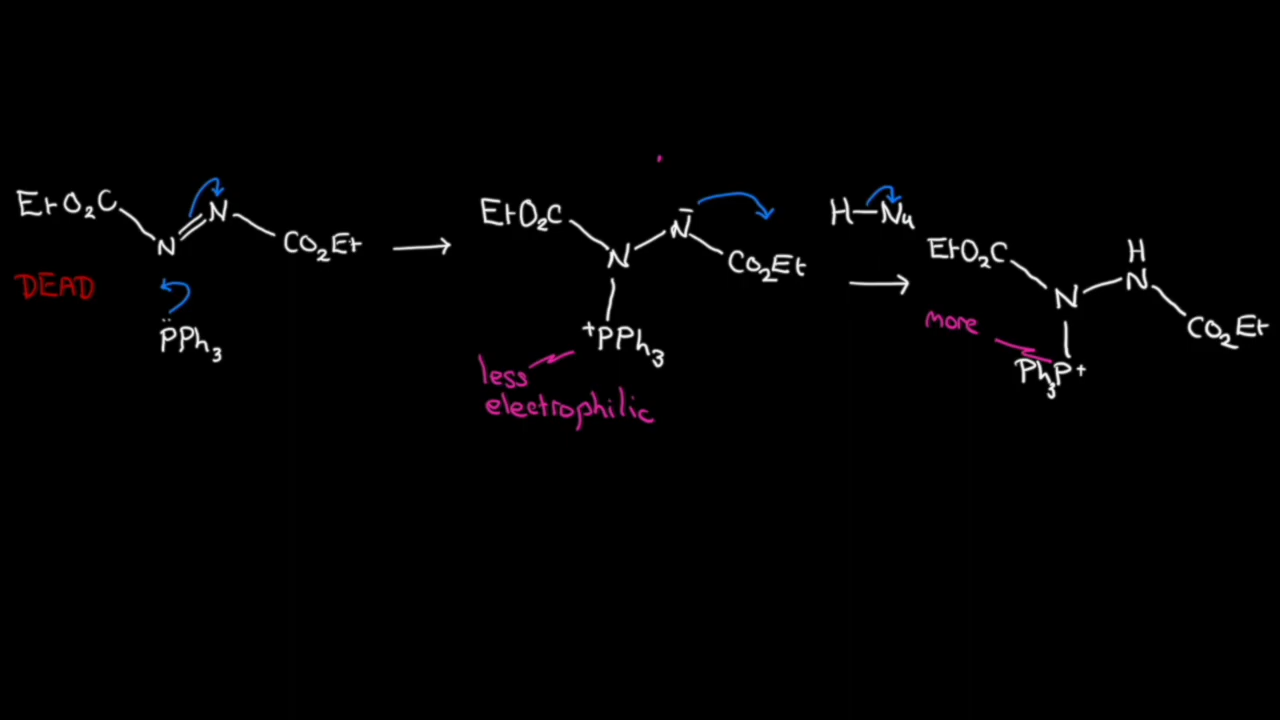 EtO₂C
N=N
CO₂Et
DEAD
:PPh₃
EtO₂C
N-N⁻
CO₂Et
⁺PPh₃
less
electrophilic
H-Nu
EtO₂C
H
N-N
CO₂Et
more
Ph₃P⁺